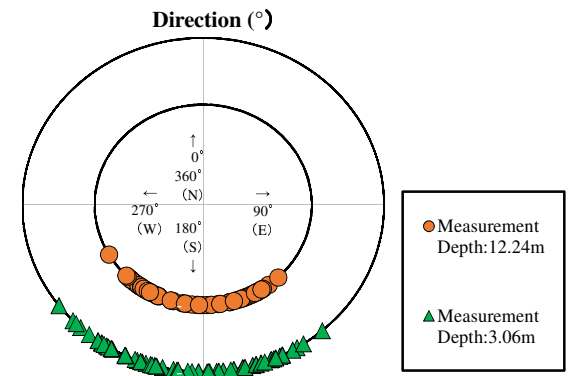 Direction (°)
↑
0°
360°
(N)
← →
270° 90°
(W) (E)
180°
(S)
↓
Measurement
Depth:12.24m
Measurement
Depth:3.06m